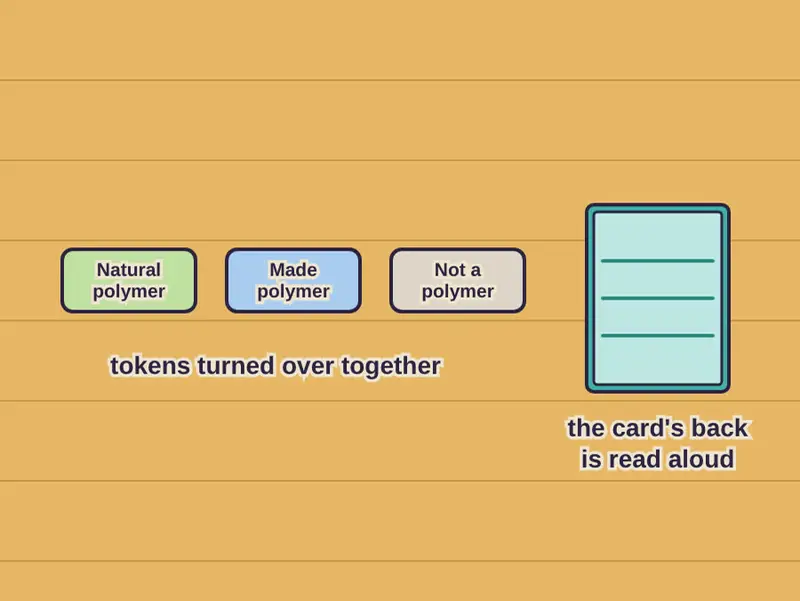 Natural
polymer
Made
polymer
Not a
polymer
tokens turned over together
the card's back
is read aloud